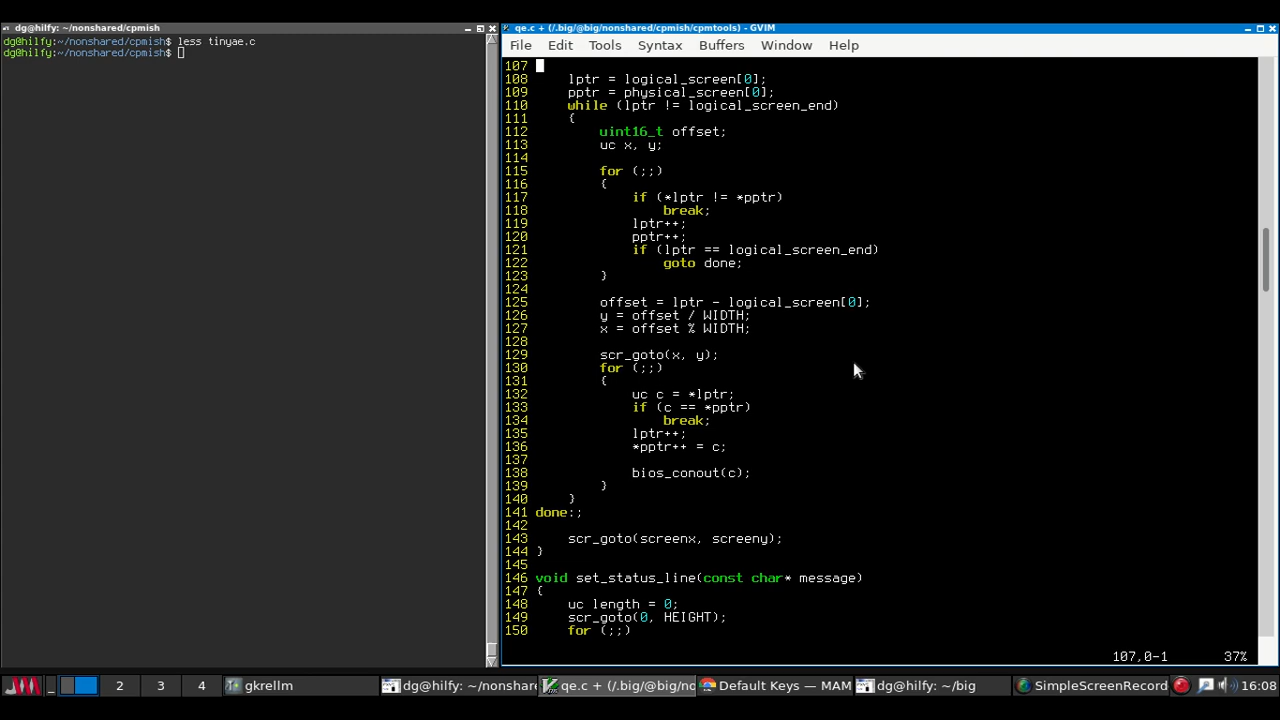 dg@hilfy: ~/nonshared/cpmish
dg@hilfy:~/nonshared/cpmish$ less tinyae.c
dg@hilfy:~/nonshared/cpmish$
qe.c + (/.big/@big/nonshared/cpmish/cpmtools) - GVIM
File Edit Tools Syntax Buffers Window Help
107
108     lptr = logical_screen[0];
109     pptr = physical_screen[0];
110     while (lptr != logical_screen_end)
111     {
112         uint16_t offset;
113         uc x, y;
114
115         for (;;)
116         {
117             if (*lptr != *pptr)
118                 break;
119             lptr++;
120             pptr++;
121             if (lptr == logical_screen_end)
122                 goto done;
123         }
124
125         offset = lptr - logical_screen[0];
126         y = offset / WIDTH;
127         x = offset % WIDTH;
128
129         scr_goto(x, y);
130         for (;;)
131         {
132             uc c = *lptr;
133             if (c == *pptr)
134                 break;
135             lptr++;
136             *pptr++ = c;
137
138             bios_conout(c);
139         }
140     }
141 done:;
142
143     scr_goto(screenx, screeny);
144 }
145
146 void set_status_line(const char* message)
147 {
148     uc length = 0;
149     scr_goto(0, HEIGHT);
150     for (;;)
107,0-1 37%
2 3 4 gkrellm dg@hilfy: ~/nonshar qe.c + (/.big/@big/no Default Keys — MAM dg@hilfy: ~/big SimpleScreenRecord 16:08